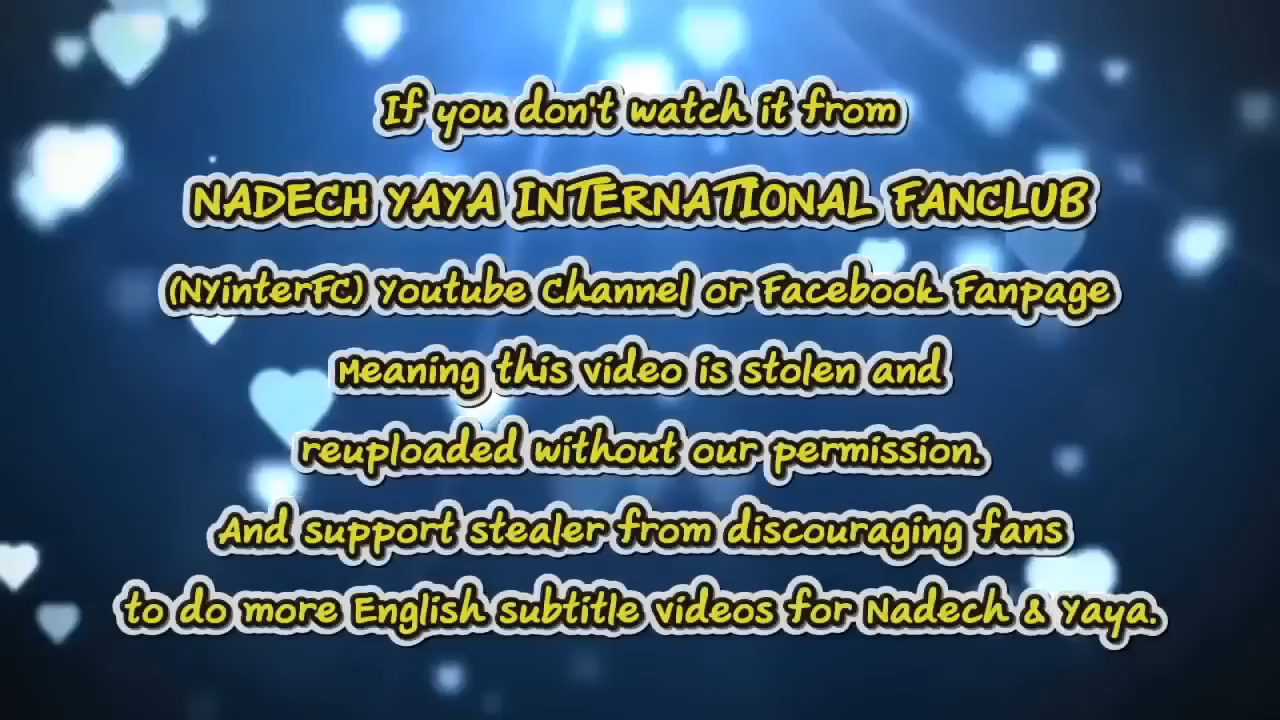 If you don't watch it from
NADECH YAYA INTERNATIONAL FANCLUB
(NYinterFC) Youtube Channel or Facebook Fanpage
Meaning this video is stolen and
reuploaded without our permission.
And support stealer from discouraging fans
to do more English subtitle videos for Nadech & Yaya.